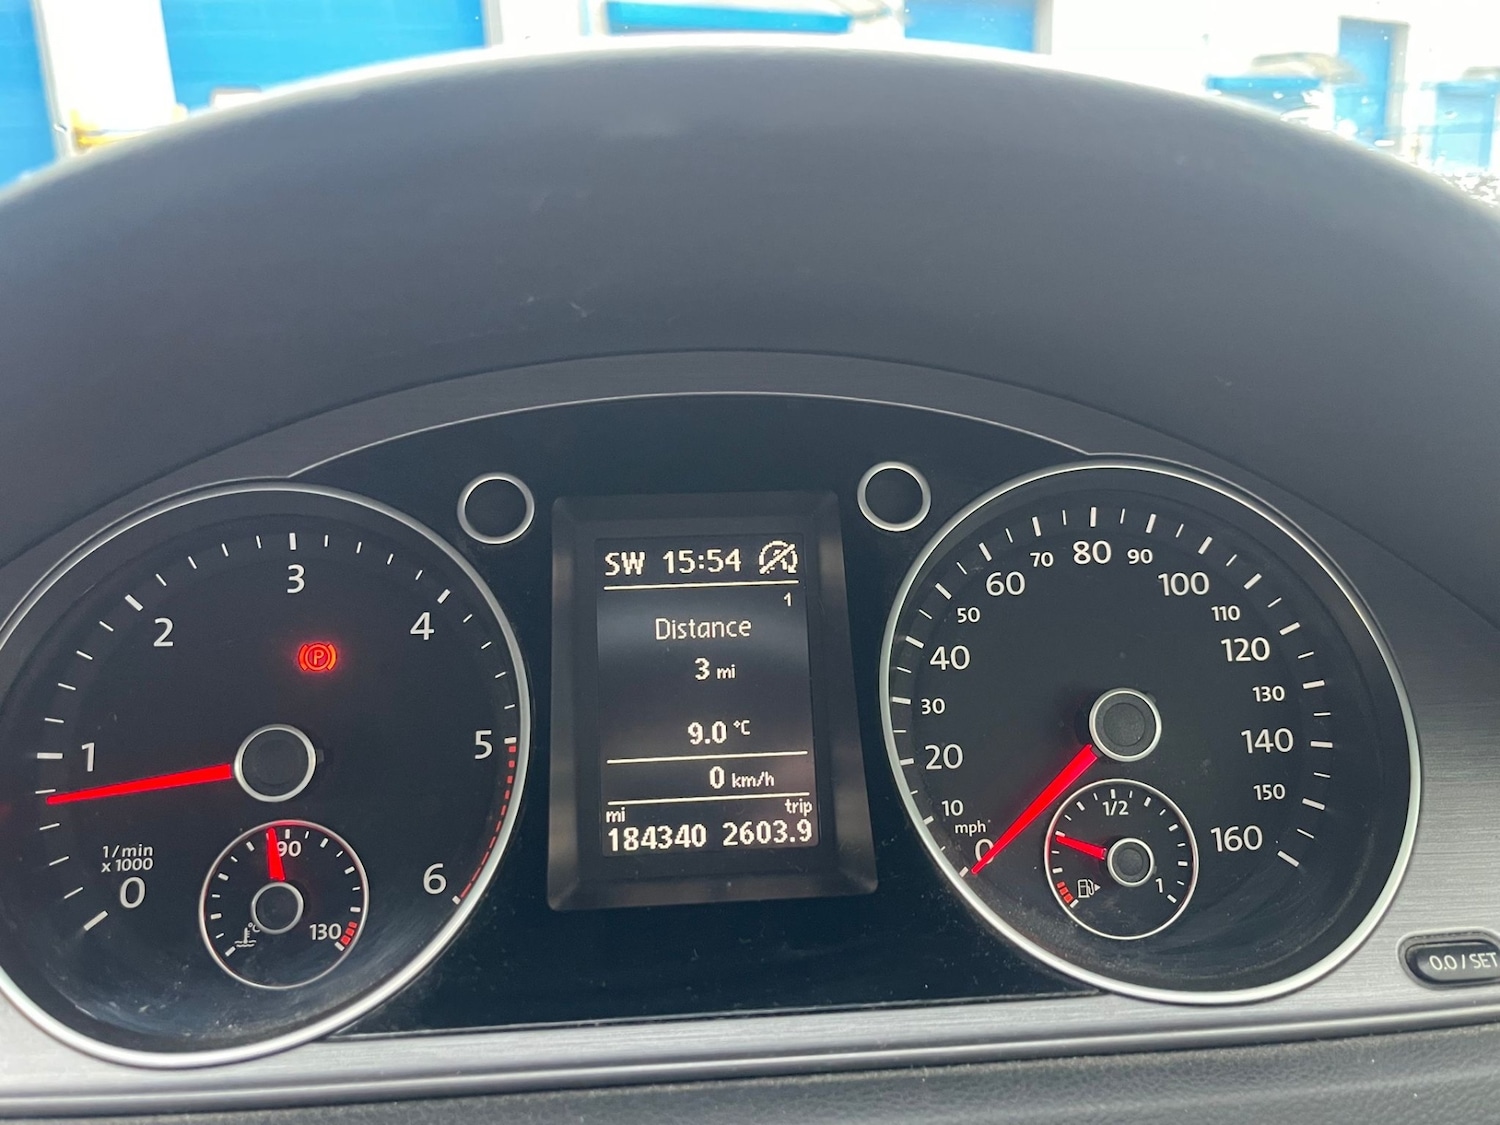 SW 15:54
1
Distance
3 mi
9.0 °C
0 km/h
mi trip
184340 2603.9
0
1
2
3
4
5
6
1/min
x 1000
P
90
130
°C
0
10
20
30
40
50
60
70
80
90
100
110
120
130
140
150
160
mph
1/2
1
0.0 / SET